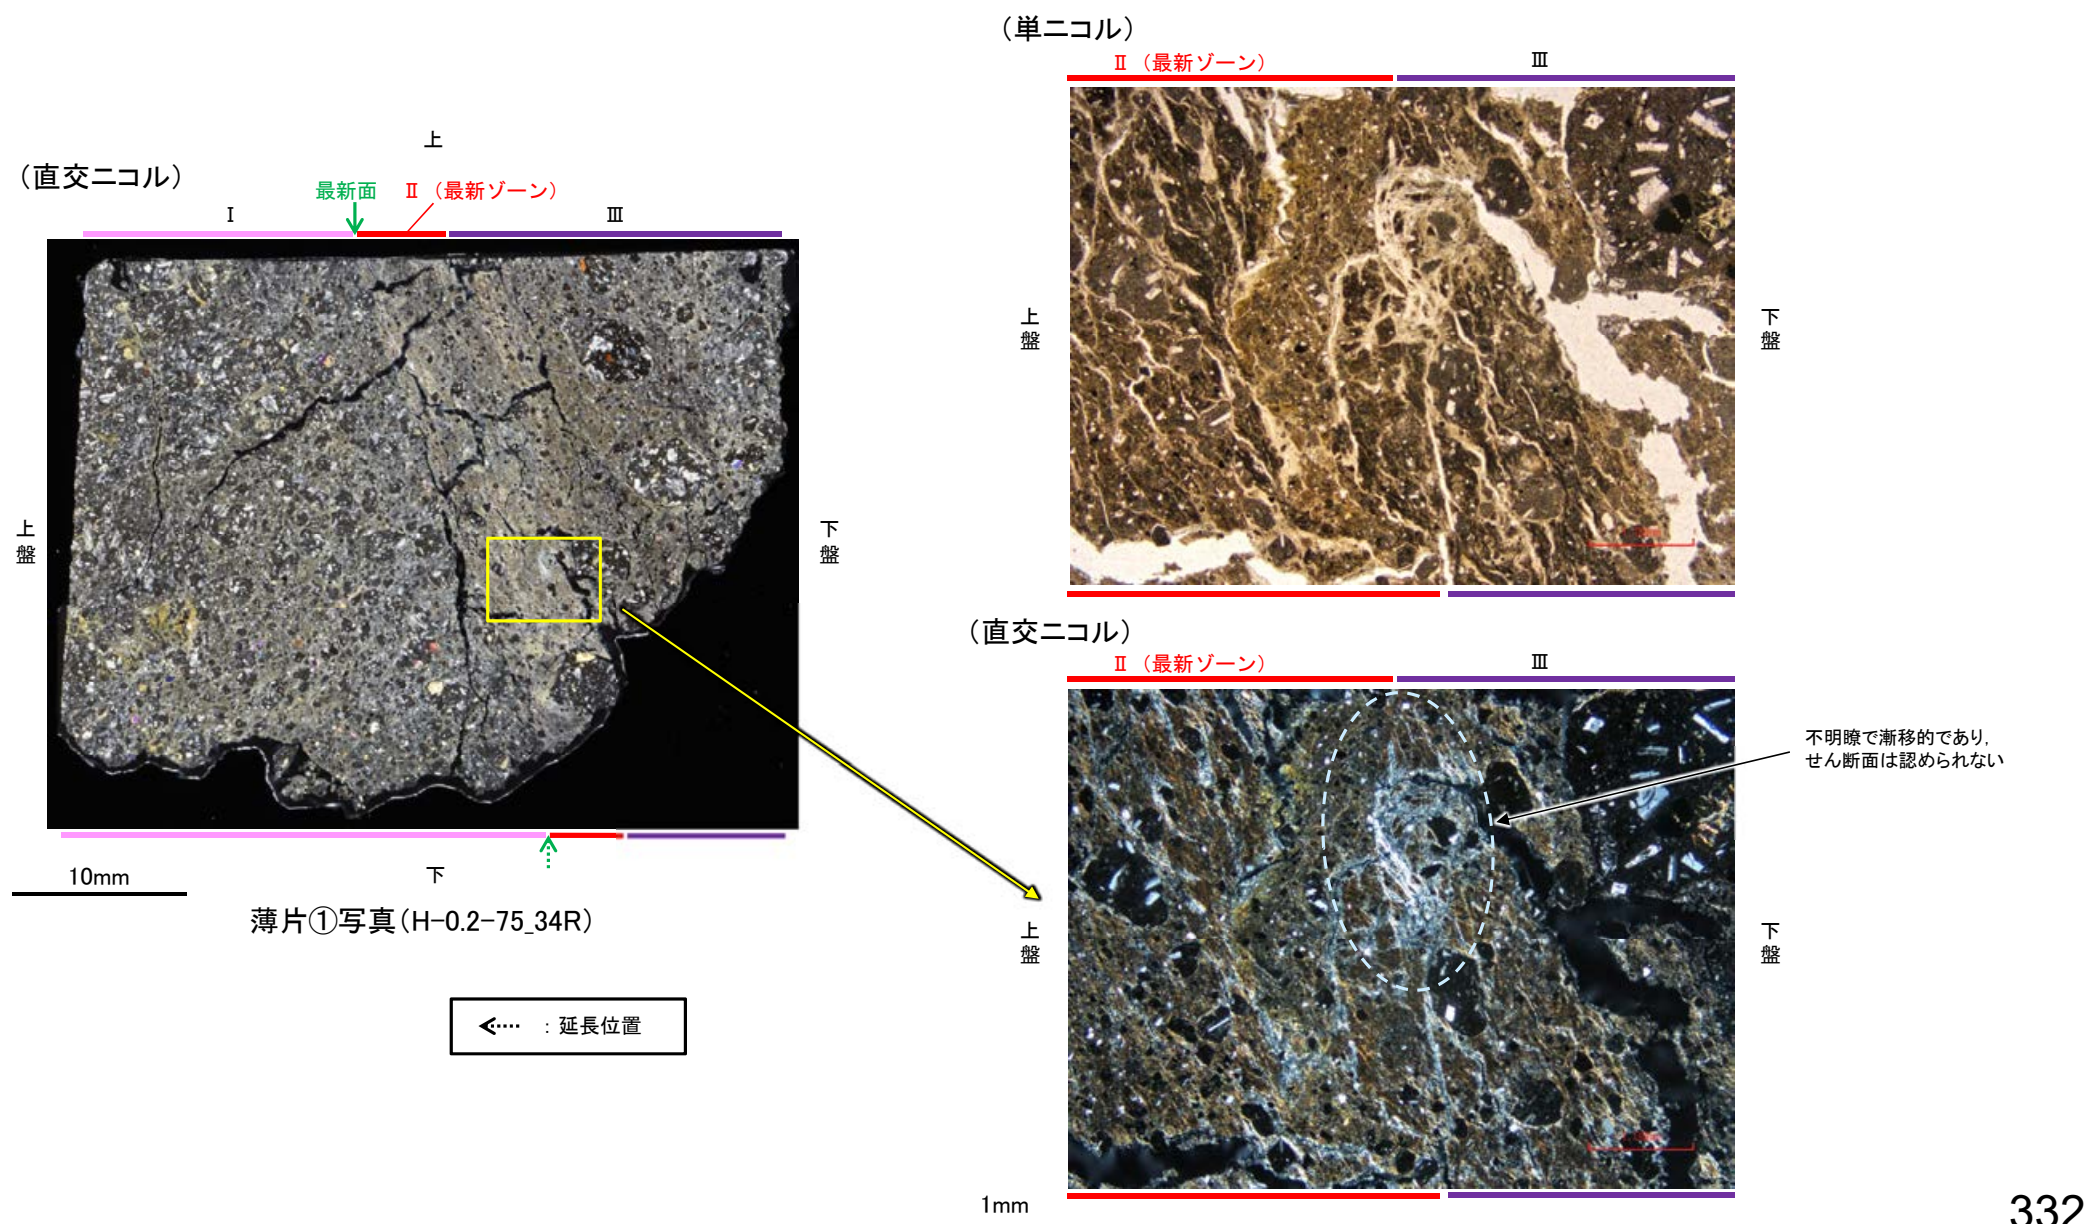 (直交ニコル)
上
Ⅰ
最新面
Ⅱ (最新ゾーン)
Ⅲ
上盤
下盤
下
10mm
薄片①写真(H-0.2-75_34R)
: 延長位置
(単ニコル)
Ⅱ (最新ゾーン)
Ⅲ
上盤
下盤
(直交ニコル)
Ⅱ (最新ゾーン)
Ⅲ
上盤
下盤
不明瞭で漸移的であり,
せん断面は認められない
1mm
332